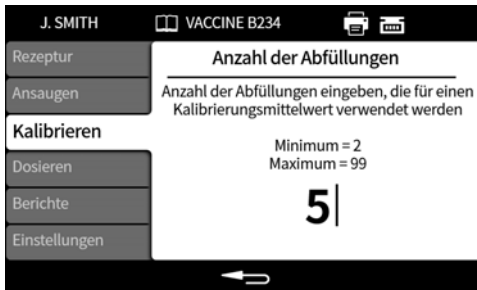 J. SMITH
VACCINE B234
Rezeptur
Ansaugen
Kalibrieren
Dosieren
Berichte
Einstellungen
Anzahl der Abfüllungen
Anzahl der Abfüllungen eingeben, die für einen
Kalibrierungsmittelwert verwendet werden
Minimum = 2
Maximum = 99
5